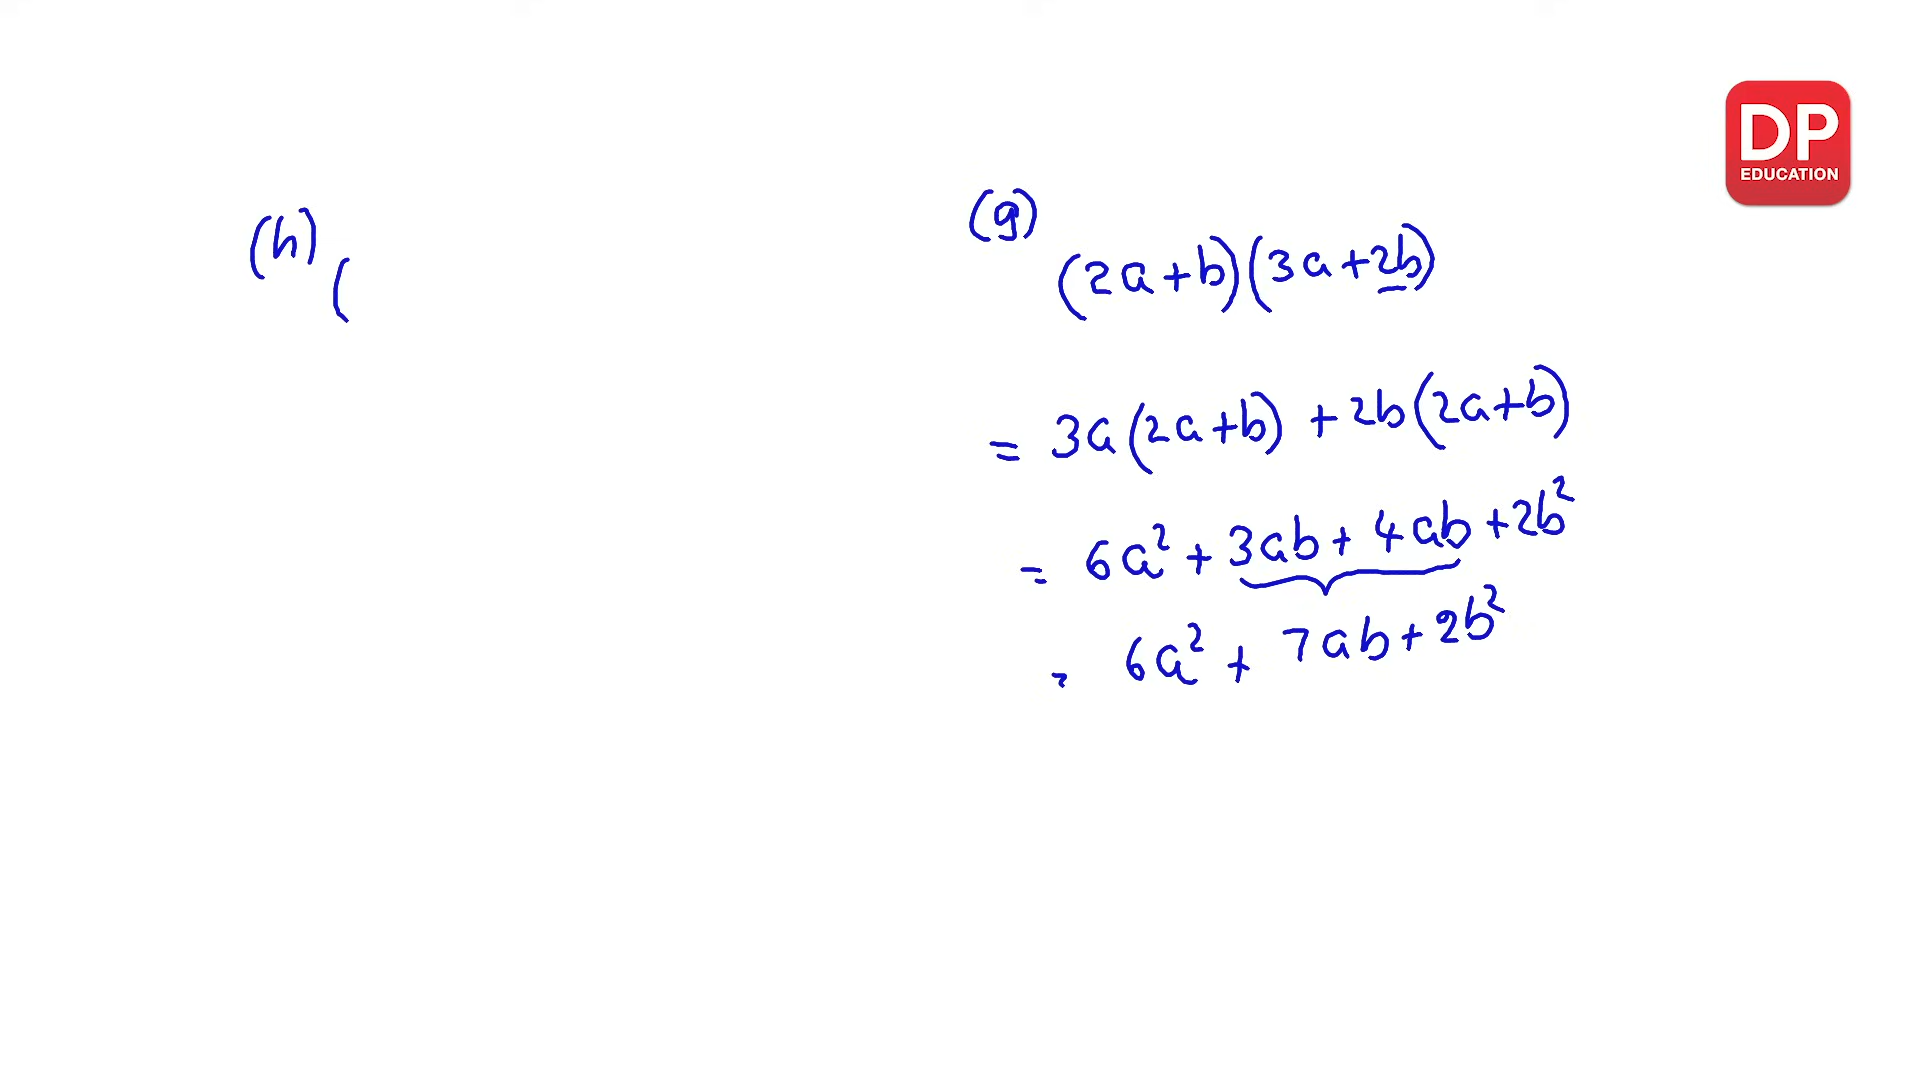 DP
EDUCATION
(h) (
(g)
(2a+b)(3a+2b)
= 3a(2a+b) + 2b(2a+b)
= 6a² + 3ab + 4ab + 2b²
= 6a² + 7ab + 2b²